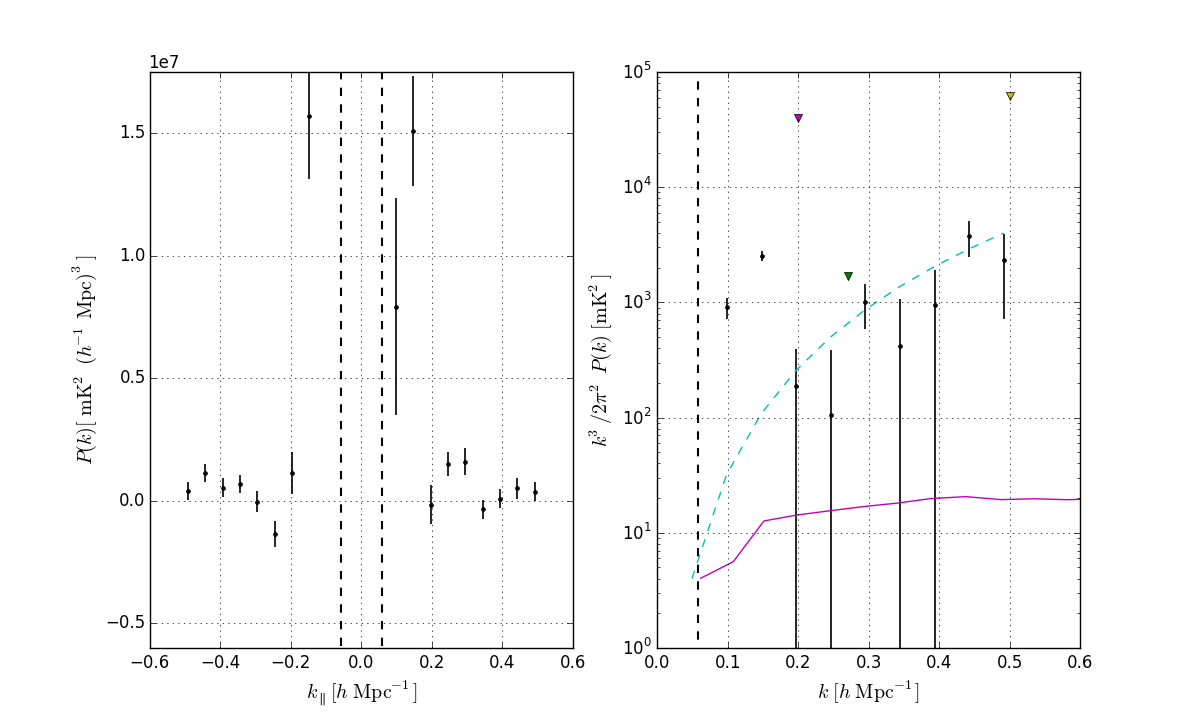 1e7
1.5
1.0
0.5
0.0
−0.5
−0.6 −0.4 −0.2 0.0 0.2 0.4 0.6
k∥ [h Mpc⁻¹]
P(k)[ mK² (h⁻¹ Mpc)³ ]
10⁵
10⁴
10³
10²
10¹
10⁰
0.0 0.1 0.2 0.3 0.4 0.5 0.6
k [h Mpc⁻¹]
k³/2π² P(k) [mK²]